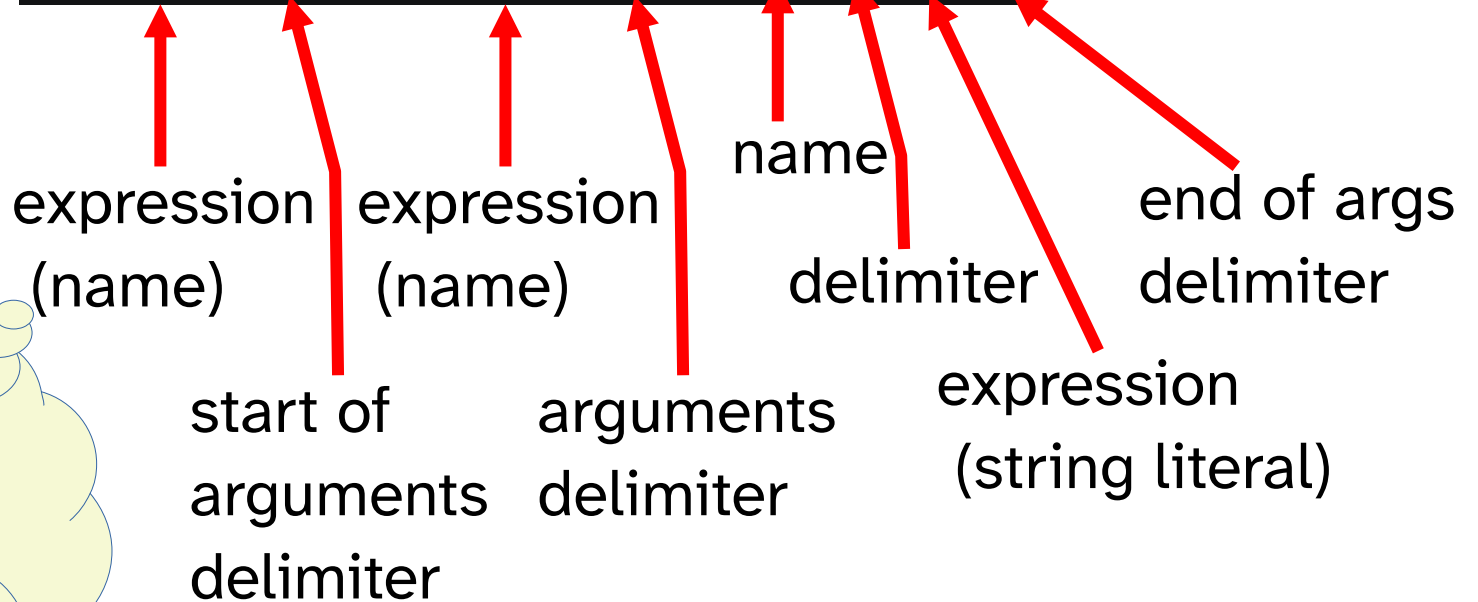 expression
(name)
start of
arguments
delimiter
expression
(name)
arguments
delimiter
name
delimiter
expression
(string literal)
end of args
delimiter